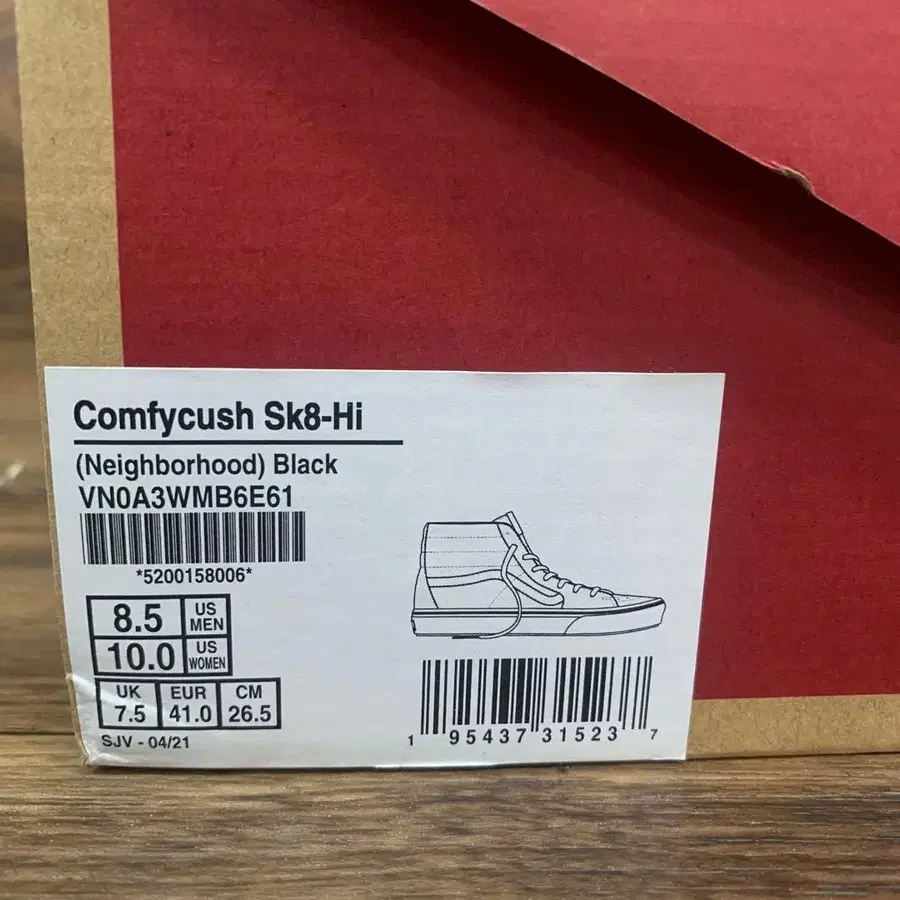 Comfycush Sk8-Hi
(Neighborhood) Black
VN0A3WMB6E61
*5200158006*
8.5 US MEN
10.0 US WOMEN
UK EUR CM
7.5 41.0 26.5
SJV - 04/21
1 95437 31523 7